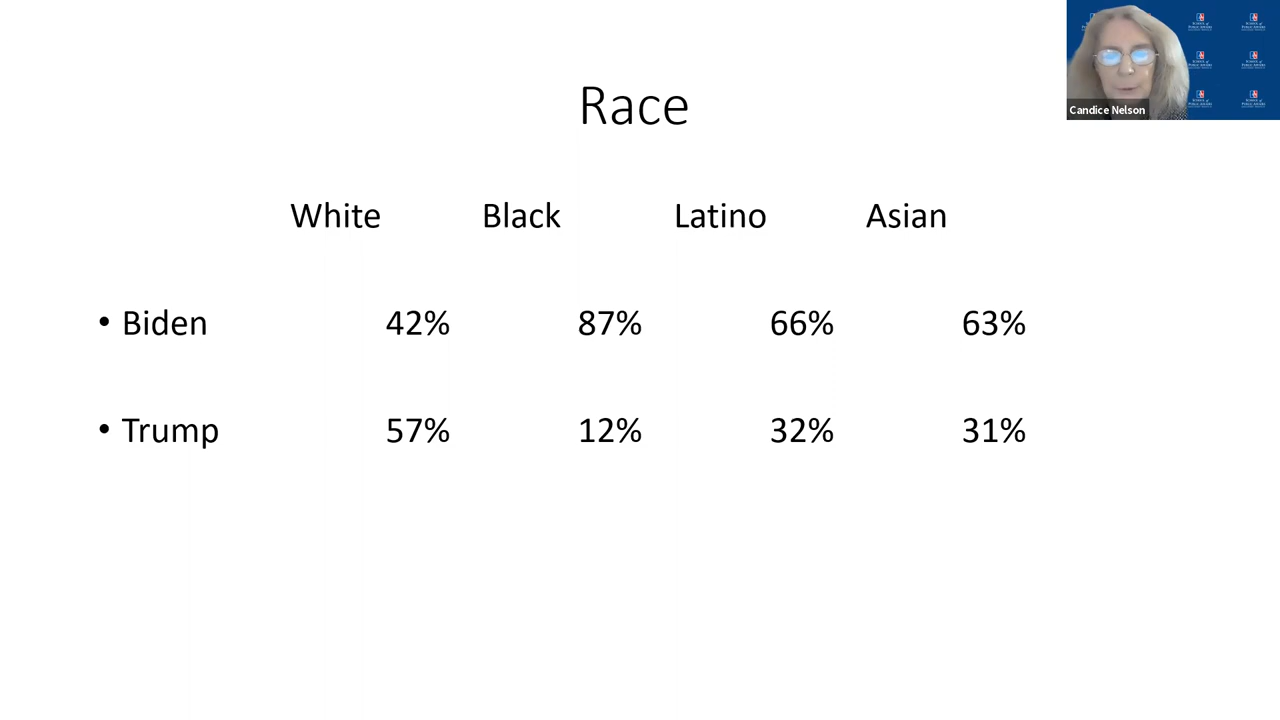 Race
White Black Latino Asian
• Biden 42% 87% 66% 63%
• Trump 57% 12% 32% 31%
Candice Nelson